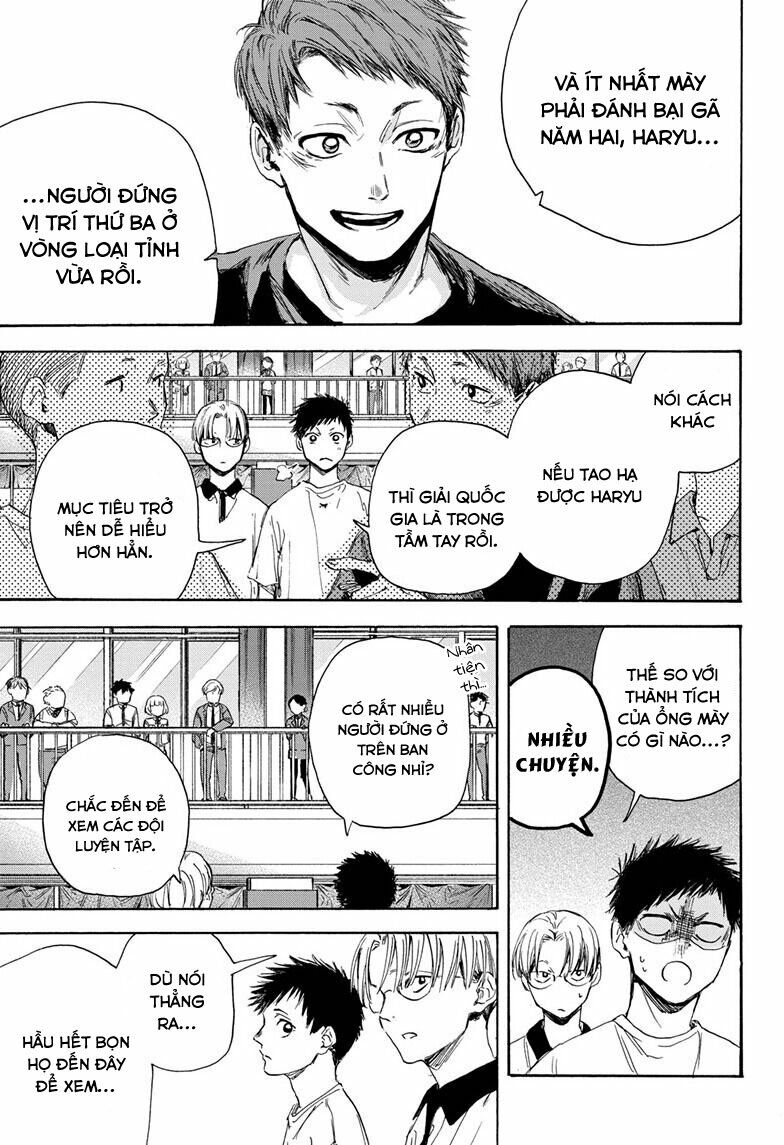 VÀ ÍT NHẤT MÀY
PHẢI ĐÁNH BẠI GÃ
NĂM HAI, HARYU...
...NGƯỜI ĐỨNG
VỊ TRÍ THỨ BA Ở
VÒNG LOẠI TỈNH
VỪA RỒI.
NÓI CÁCH
KHÁC
NẾU TAO HẠ
ĐƯỢC HARYU
THÌ GIẢI QUỐC
GIA LÀ TRONG
TẦM TAY RỒI.
MỤC TIÊU TRỞ
NÊN DỄ HIỂU
HƠN HẲN.
THẾ SO VỚI
THÀNH TÍCH
CỦA ỔNG MÀY
CÓ GÌ NÀO...?
NHIỀU
CHUYỆN.
Nhân
tiện
thì...
CÓ RẤT NHIỀU
NGƯỜI ĐỨNG Ở
TRÊN BAN
CÔNG NHỈ?
CHẮC ĐẾN ĐỂ
XEM CÁC ĐỘI
LUYỆN TẬP.
DÙ NÓI
THẲNG
RA...
HẦU HẾT BỌN
HỌ ĐẾN ĐÂY
ĐỂ XEM...